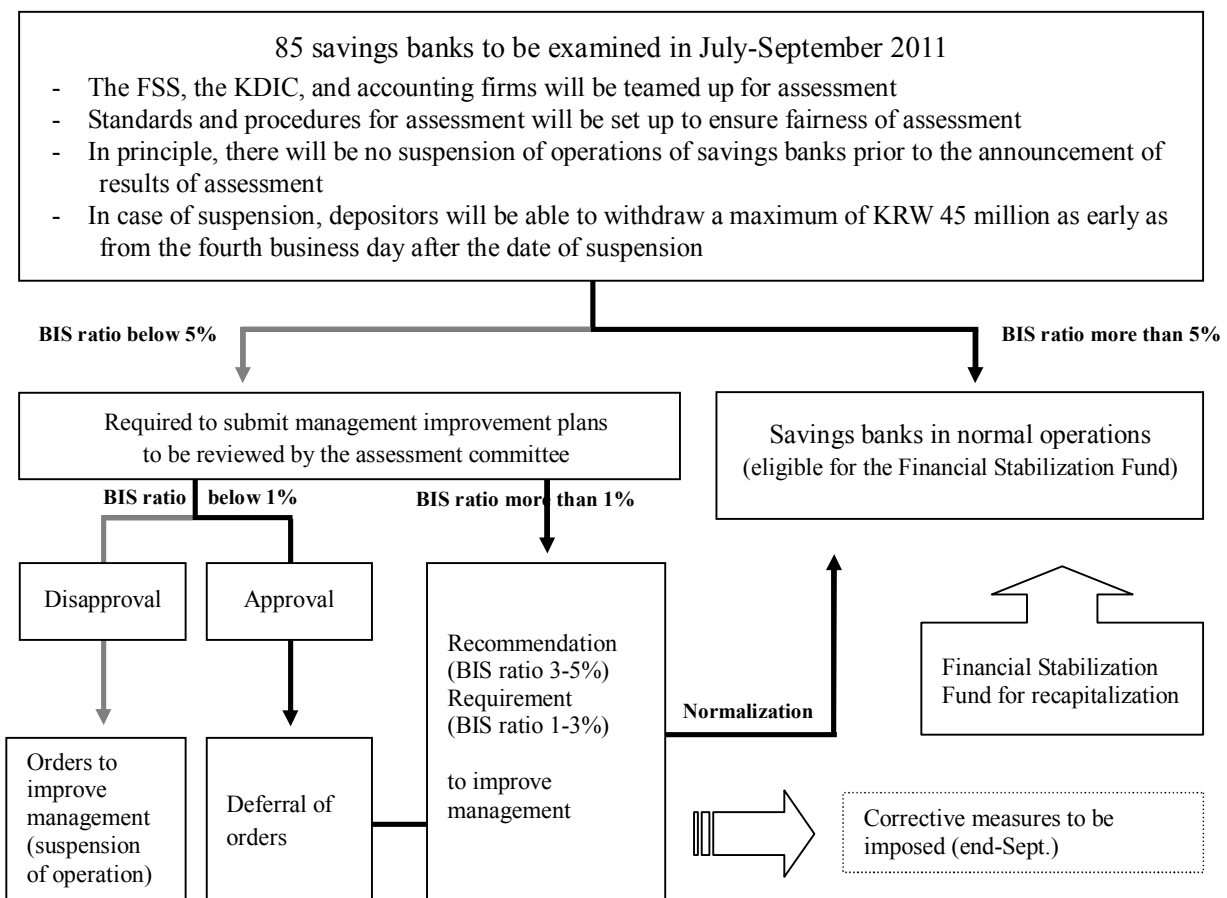 85 savings banks to be examined in July-September 2011
- The FSS, the KDIC, and accounting firms will be teamed up for assessment
- Standards and procedures for assessment will be set up to ensure fairness of assessment
- In principle, there will be no suspension of operations of savings banks prior to the announcement of
results of assessment
- In case of suspension, depositors will be able to withdraw a maximum of KRW 45 million as early as
from the fourth business day after the date of suspension
BIS ratio below 5%
BIS ratio more than 5%
Required to submit management improvement plans
to be reviewed by the assessment committee
Savings banks in normal operations
(eligible for the Financial Stabilization Fund)
BIS ratio below 1%
BIS ratio more than 1%
Disapproval
Approval
Recommendation
(BIS ratio 3-5%)
Requirement
(BIS ratio 1-3%)
to improve
management
Normalization
Financial Stabilization
Fund for recapitalization
Orders to
improve
management
(suspension
of operation)
Deferral of
orders
Corrective measures to be
imposed (end-Sept.)